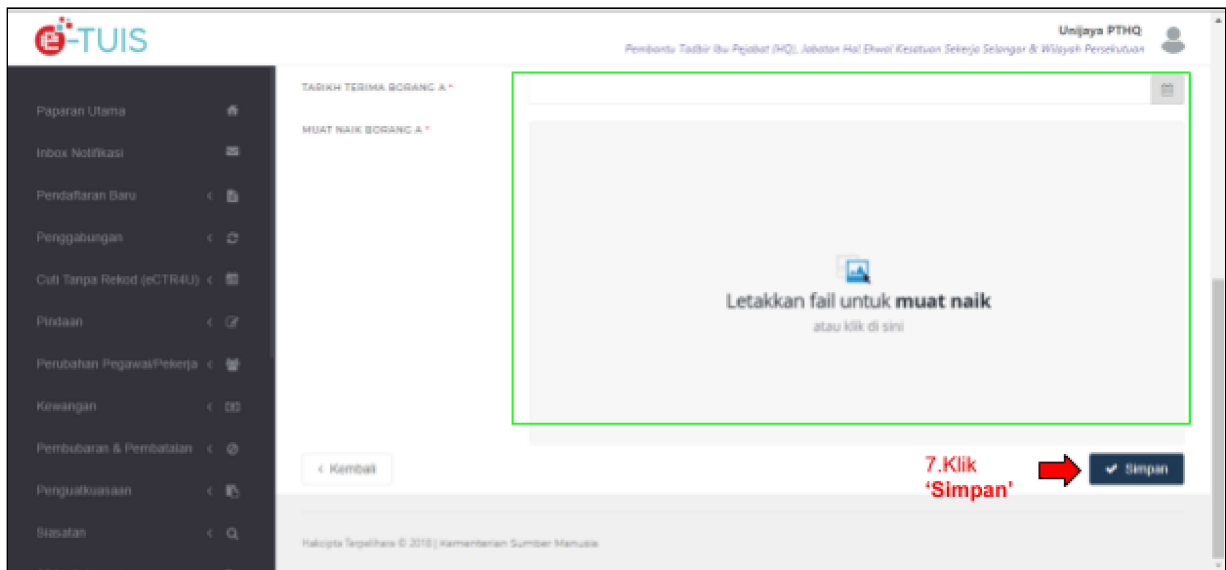 e-TUIS
Unijaya PTHQ
Pembantu Tadbir Ibu Pejabat (HQ), Jabatan Hal Ehwal Kesatuan Sekerja Selangor & Wilayah Persekutuan
TARIKH TERIMA BORANG A *
MUAT NAIK BORANG A *
Paparan Utama
Inbox Notifikasi
Pendaftaran Baru
Penggabungan
Cuti Tanpa Rekod (eCTR4U)
Pindaan
Perubahan Pegawai/Pekerja
Kewangan
Pembubaran & Pembatalan
Penguatkuasaan
Siasatan
Letakkan fail untuk muat naik
atau klik di sini
< Kembali
7.Klik
‘Simpan’
Simpan
Hakcipta Terpelihara © 2018 | Kementerian Sumber Manusia